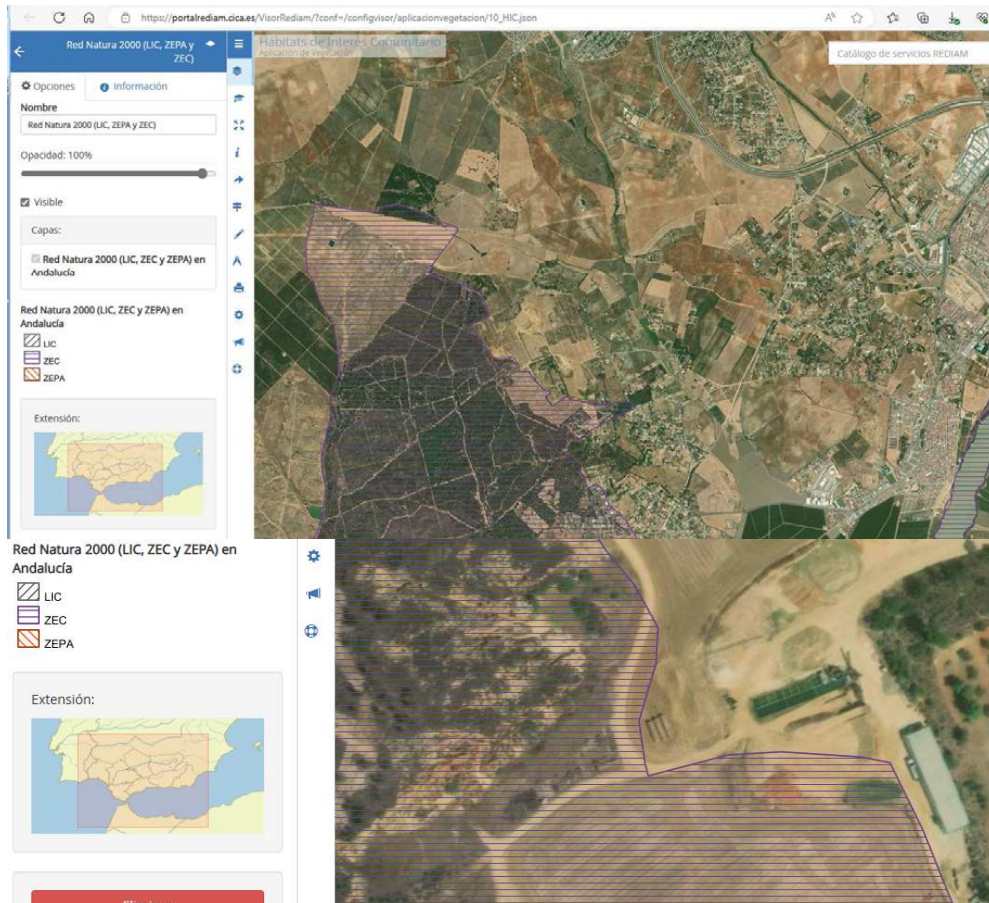 https://portalrediam.cica.es/VisorRediam/?conf=/configvisor/aplicacionvegetacion/10_HIC.json
Red Natura 2000 (LIC, ZEPA y
ZEC)
Hábitats de Interés Comunitario
Aplicación de Vegetación
Catálogo de servicios REDIAM
Opciones
Información
Nombre
Red Natura 2000 (LIC, ZEPA y ZEC)
Opacidad: 100%
Visible
Capas:
Red Natura 2000 (LIC, ZEC y ZEPA) en
Andalucía
Red Natura 2000 (LIC, ZEC y ZEPA) en
Andalucía
LIC
ZEC
ZEPA
Extensión:
Red Natura 2000 (LIC, ZEC y ZEPA) en
Andalucía
LIC
ZEC
ZEPA
Extensión: